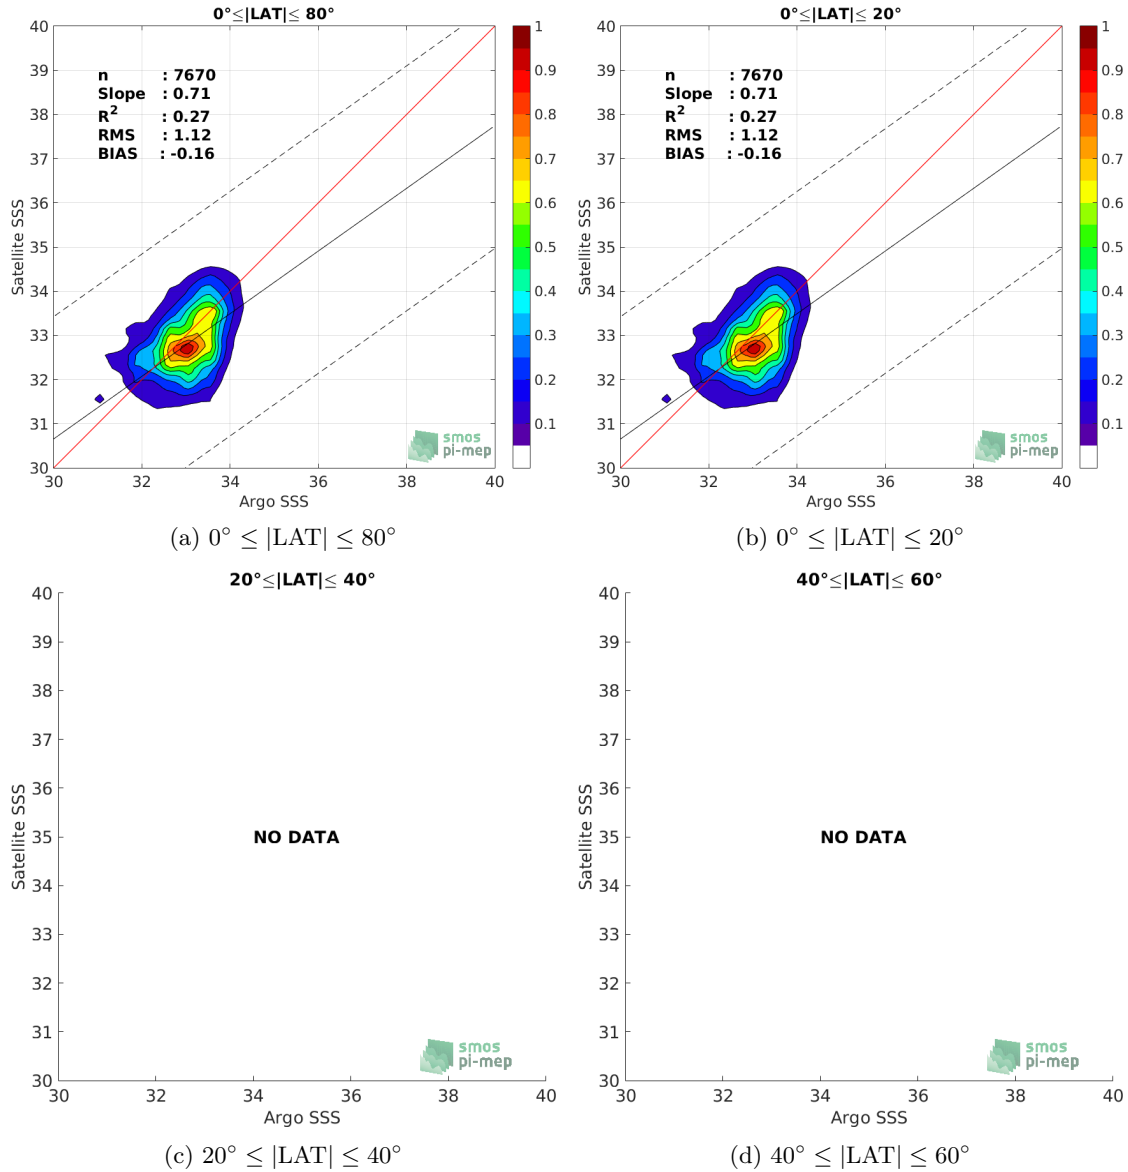 0°≤|LAT|≤ 80°
n : 7670
Slope : 0.71
R² : 0.27
RMS : 1.12
BIAS : -0.16
40
39
38
37
36
35
34
33
32
31
30
Satellite SSS
30 32 34 36 38 40
Argo SSS
1
0.9
0.8
0.7
0.6
0.5
0.4
0.3
0.2
0.1
smos
pi-mep
(a) 0° ≤ |LAT| ≤ 80°
0°≤|LAT|≤ 20°
n : 7670
Slope : 0.71
R² : 0.27
RMS : 1.12
BIAS : -0.16
40
39
38
37
36
35
34
33
32
31
30
Satellite SSS
30 32 34 36 38 40
Argo SSS
1
0.9
0.8
0.7
0.6
0.5
0.4
0.3
0.2
0.1
smos
pi-mep
(b) 0° ≤ |LAT| ≤ 20°
20°≤|LAT|≤ 40°
40
39
38
37
36
35
34
33
32
31
30
Satellite SSS
NO DATA
30 32 34 36 38 40
Argo SSS
smos
pi-mep
(c) 20° ≤ |LAT| ≤ 40°
40°≤|LAT|≤ 60°
40
39
38
37
36
35
34
33
32
31
30
Satellite SSS
NO DATA
30 32 34 36 38 40
Argo SSS
smos
pi-mep
(d) 40° ≤ |LAT| ≤ 60°